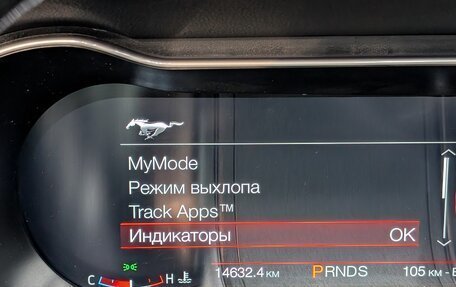 MyMode
Режим выхлопа
Track Apps™
Индикаторы OK
C H 14632.4 км PRNDS 105 км - E